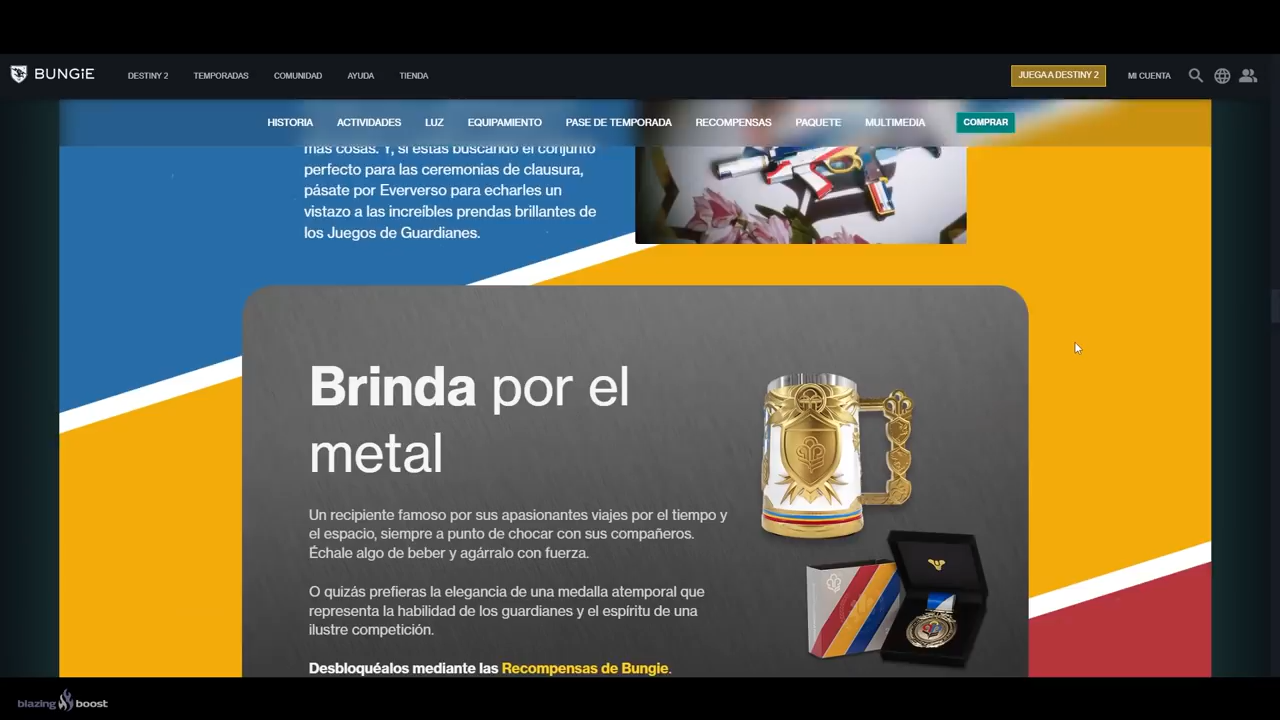 BUNGiE
DESTINY 2
TEMPORADAS
COMUNIDAD
AYUDA
TIENDA
JUEGA A DESTINY 2
MI CUENTA
HISTORIA
ACTIVIDADES
LUZ
EQUIPAMIENTO
PASE DE TEMPORADA
RECOMPENSAS
PAQUETE
MULTIMEDIA
COMPRAR
más cosas. Y, si estás buscando el conjunto
perfecto para las ceremonias de clausura,
pásate por Eververso para echarles un
vistazo a las increíbles prendas brillantes de
los Juegos de Guardianes.
Brinda por el
metal
Un recipiente famoso por sus apasionantes viajes por el tiempo y
el espacio, siempre a punto de chocar con sus compañeros.
Échale algo de beber y agárralo con fuerza.
O quizás prefieras la elegancia de una medalla atemporal que
representa la habilidad de los guardianes y el espíritu de una
ilustre competición.
Desbloquéalos mediante las Recompensas de Bungie.
blazing boost